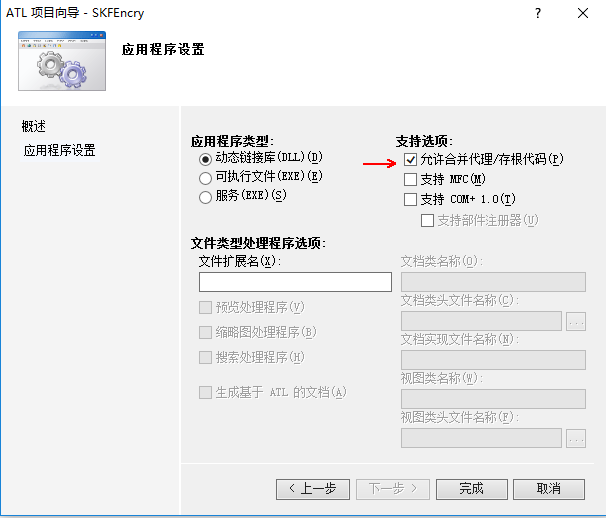 ATL 项目向导 - SKFEncry
?
应用程序设置
概述
应用程序设置
应用程序类型:
动态链接库(DLL)(D)
可执行文件(EXE)(E)
服务(EXE)(S)
支持选项:
允许合并代理/存根代码(P)
支持 MFC(M)
支持 COM+ 1.0(T)
支持部件注册器(U)
文件类型处理程序选项:
文件扩展名(X):
预览处理程序(V)
缩略图处理程序(B)
搜索处理程序(H)
生成基于 ATL 的文档(A)
文档类名称(O):
文档类头文件名称(C):
...
文档实现文件名称(N):
视图类名称(W):
视图类头文件名称(F):
...
< 上一步
下一步 >
完成
取消